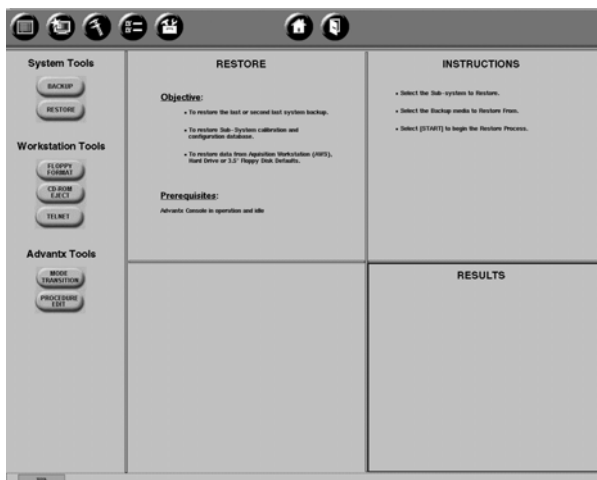 System Tools
BACKUP
RESTORE
Workstation Tools
FLOPPY
FORMAT
CD-ROM
EJECT
TELNET
Advantx Tools
MODE
TRANSITION
PROCEDURE
EDIT
RESTORE
Objective:
• To restore the last or second last system backup.
• To restore Sub-System calibration and
configuration database.
• To restore data from Aquisition Workstation (AWS),
Hard Drive or 3.5" Floppy Disk Defaults.
Prerequisites:
Advantx Console in operation and idle
INSTRUCTIONS
• Select the Sub-system to Restore.
• Select the Backup media to Restore From.
• Select [START] to begin the Restore Process.
RESULTS